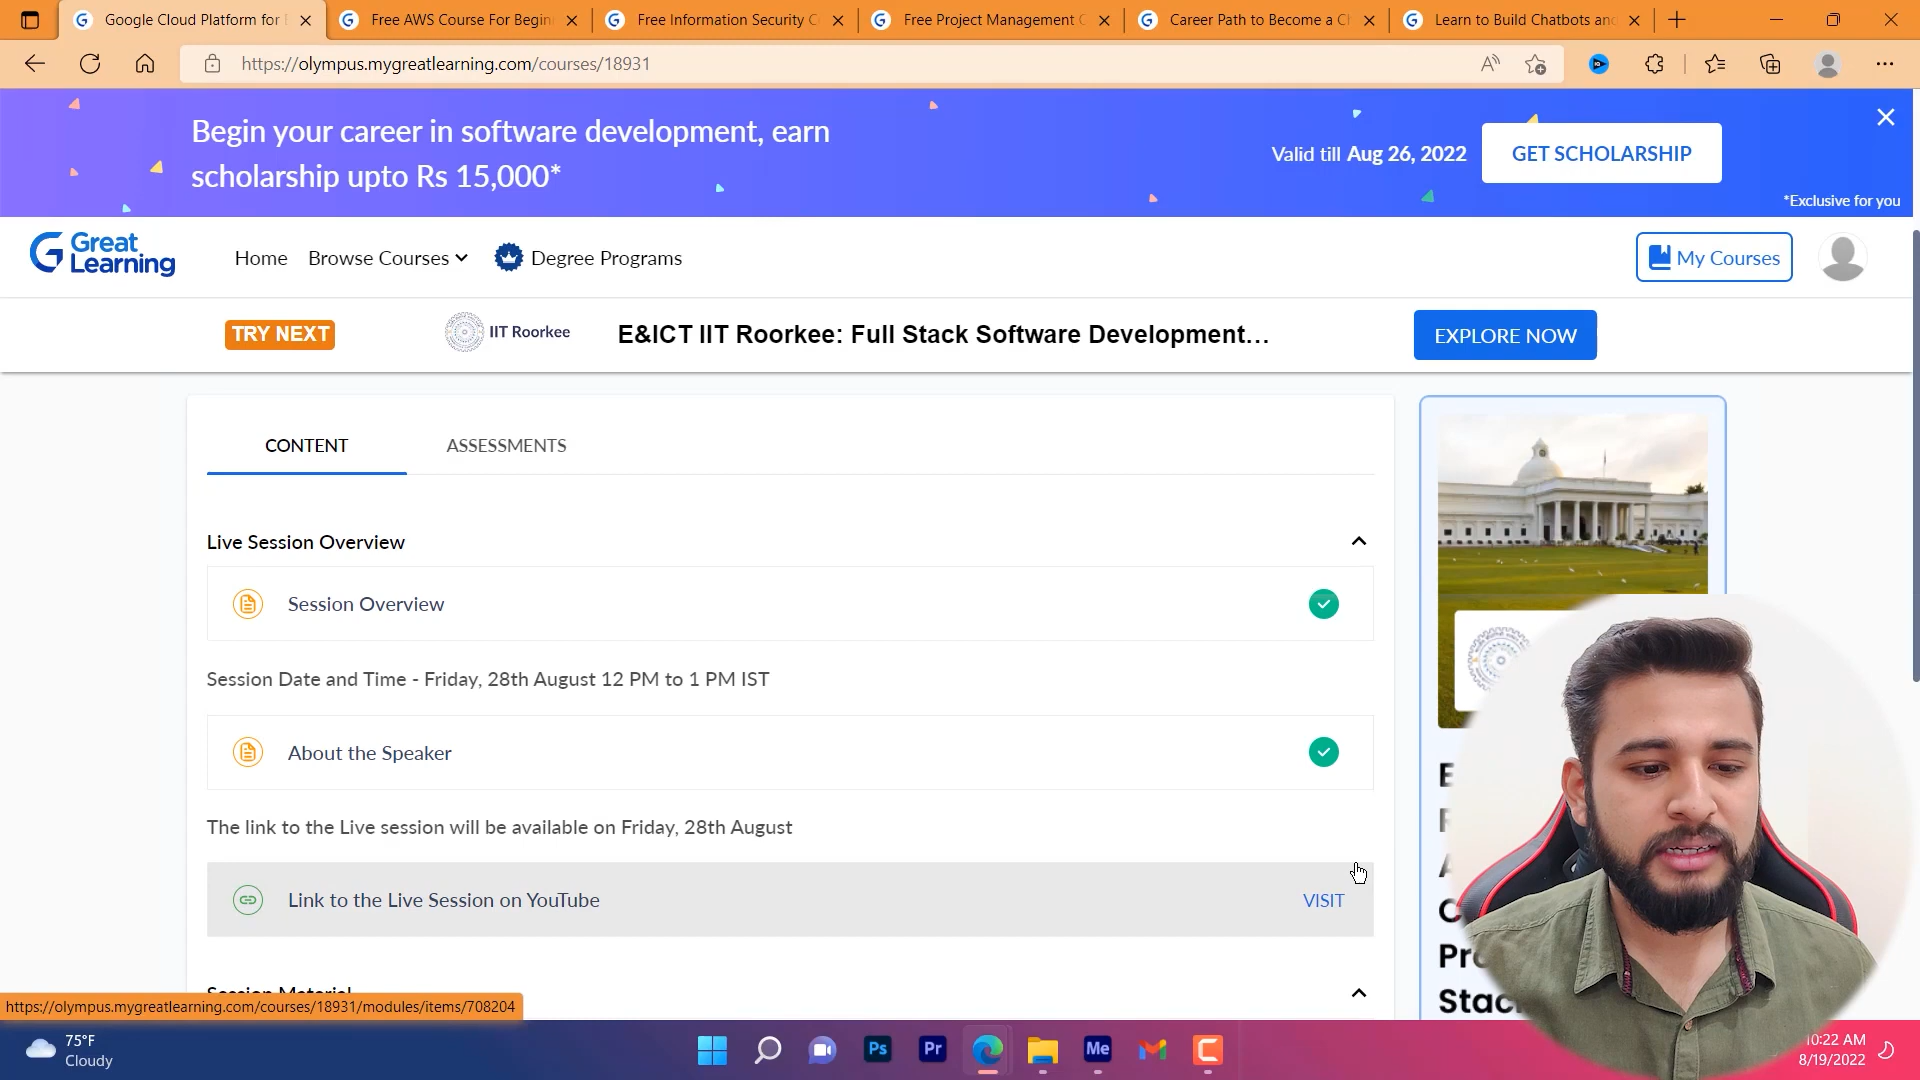 Google Cloud Platform for
Free AWS Course For Begin
Free Information Security C
Free Project Management C
Career Path to Become a Ch
Learn to Build Chatbots and
https://olympus.mygreatlearning.com/courses/18931
Begin your career in software development, earn
scholarship upto Rs 15,000*
Valid till Aug 26, 2022
GET SCHOLARSHIP
*Exclusive for you
Great
Learning
Home
Browse Courses
Degree Programs
My Courses
TRY NEXT
IIT Roorkee
E&ICT IIT Roorkee: Full Stack Software Development...
EXPLORE NOW
CONTENT
ASSESSMENTS
Live Session Overview
Session Overview
Session Date and Time - Friday, 28th August 12 PM to 1 PM IST
About the Speaker
The link to the Live session will be available on Friday, 28th August
Link to the Live Session on YouTube
VISIT
Session Material
https://olympus.mygreatlearning.com/courses/18931/modules/items/708204
75°F
Cloudy
Ps
Pr
Me
10:22 AM
8/19/2022